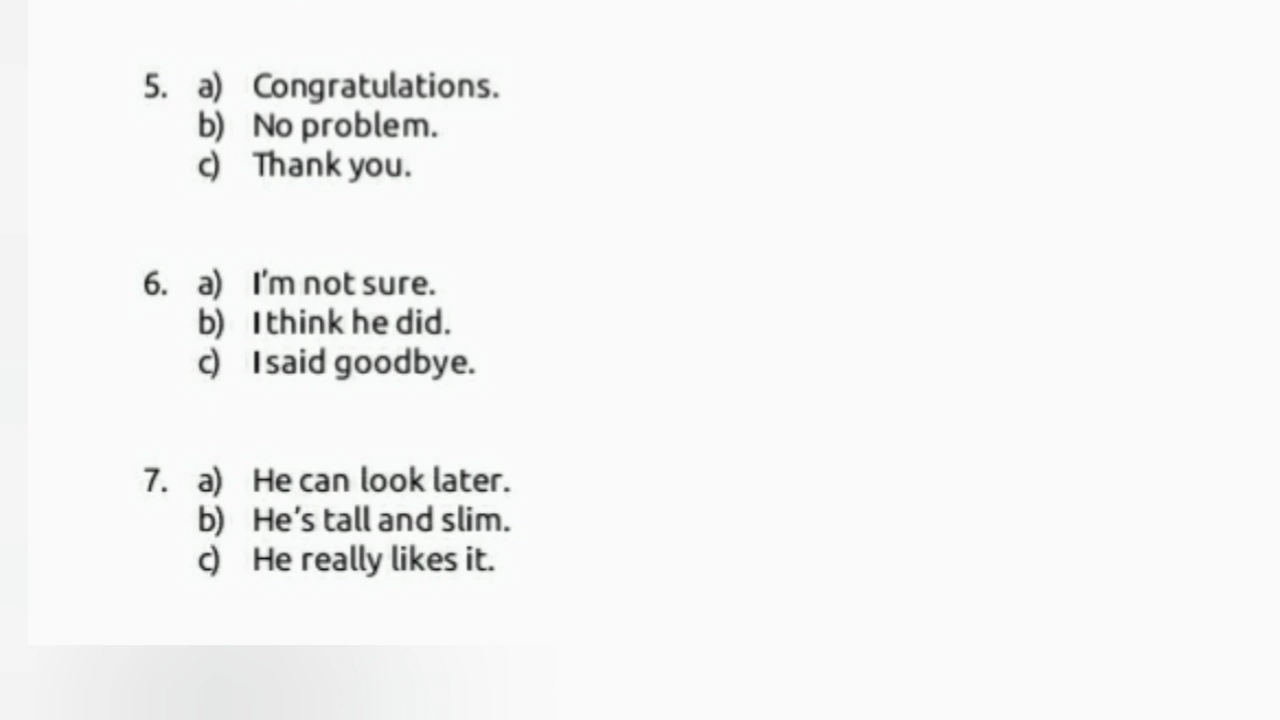 5. a) Congratulations.
b) No problem.
c) Thank you.
6. a) I'm not sure.
b) I think he did.
c) I said goodbye.
7. a) He can look later.
b) He's tall and slim.
c) He really likes it.